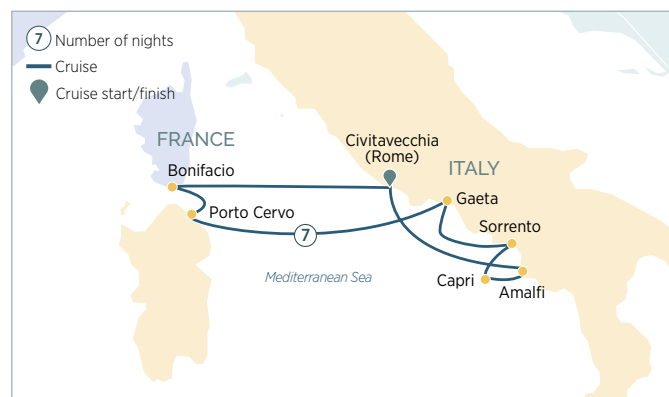 7 Number of nights
Cruise
Cruise start/finish
FRANCE
Bonifacio
Civitavecchia
(Rome)
ITALY
Gaeta
Porto Cervo
Sorrento
7
Mediterranean Sea
Capri
Amalfi